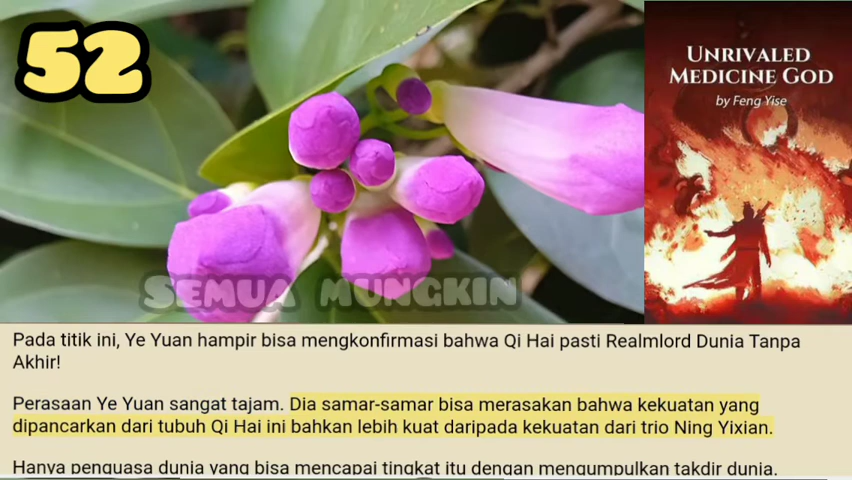 52
UNRIVALED
MEDICINE GOD
by Feng Yise
SEMUA MUNGKIN
Pada titik ini, Ye Yuan hampir bisa mengkonfirmasi bahwa Qi Hai pasti Realmlord Dunia Tanpa
Akhir!
Perasaan Ye Yuan sangat tajam. Dia samar-samar bisa merasakan bahwa kekuatan yang
dipancarkan dari tubuh Qi Hai ini bahkan lebih kuat daripada kekuatan dari trio Ning Yixian.
Hanya penguasa dunia yang bisa mencapai tingkat itu dengan mengumpulkan takdir dunia.